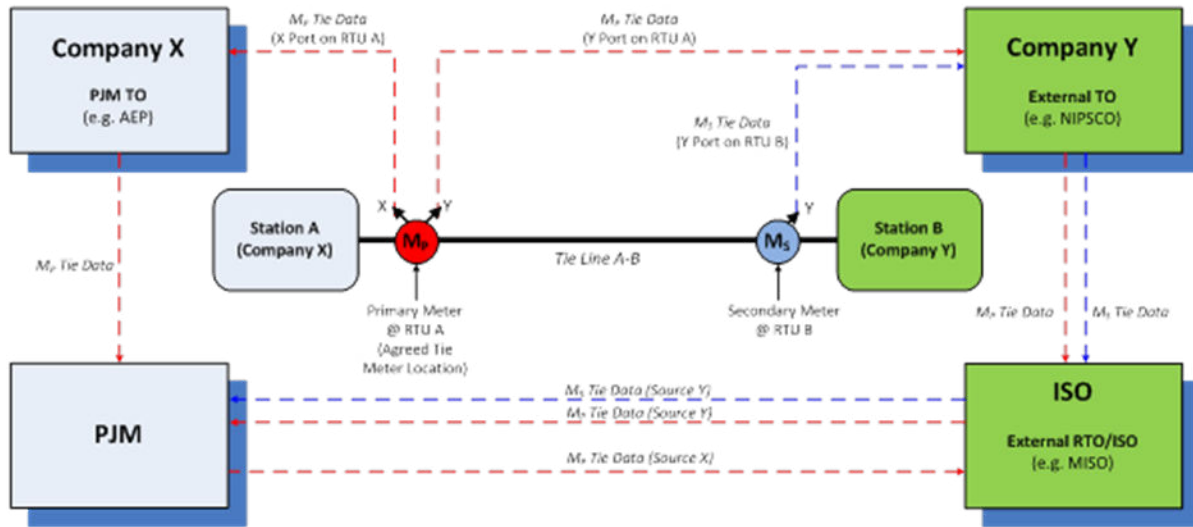 Company X
PJM TO
(e.g. AEP)
Mₚ Tie Data
(X Port on RTU A)
Mₚ Tie Data
(Y Port on RTU A)
Company Y
External TO
(e.g. NIPSCO)
Mₛ Tie Data
(Y Port on RTU B)
Station A
(Company X)
X
Y
Mₚ
Tie Line A-B
Y
Mₛ
Station B
(Company Y)
Mₚ Tie Data
Primary Meter
@ RTU A
(Agreed Tie
Meter Location)
Secondary Meter
@ RTU B
Mₚ Tie Data
Mₛ Tie Data
PJM
Mₛ Tie Data (Source Y)
Mₚ Tie Data (Source Y)
Mₚ Tie Data (Source X)
ISO
External RTO/ISO
(e.g. MISO)